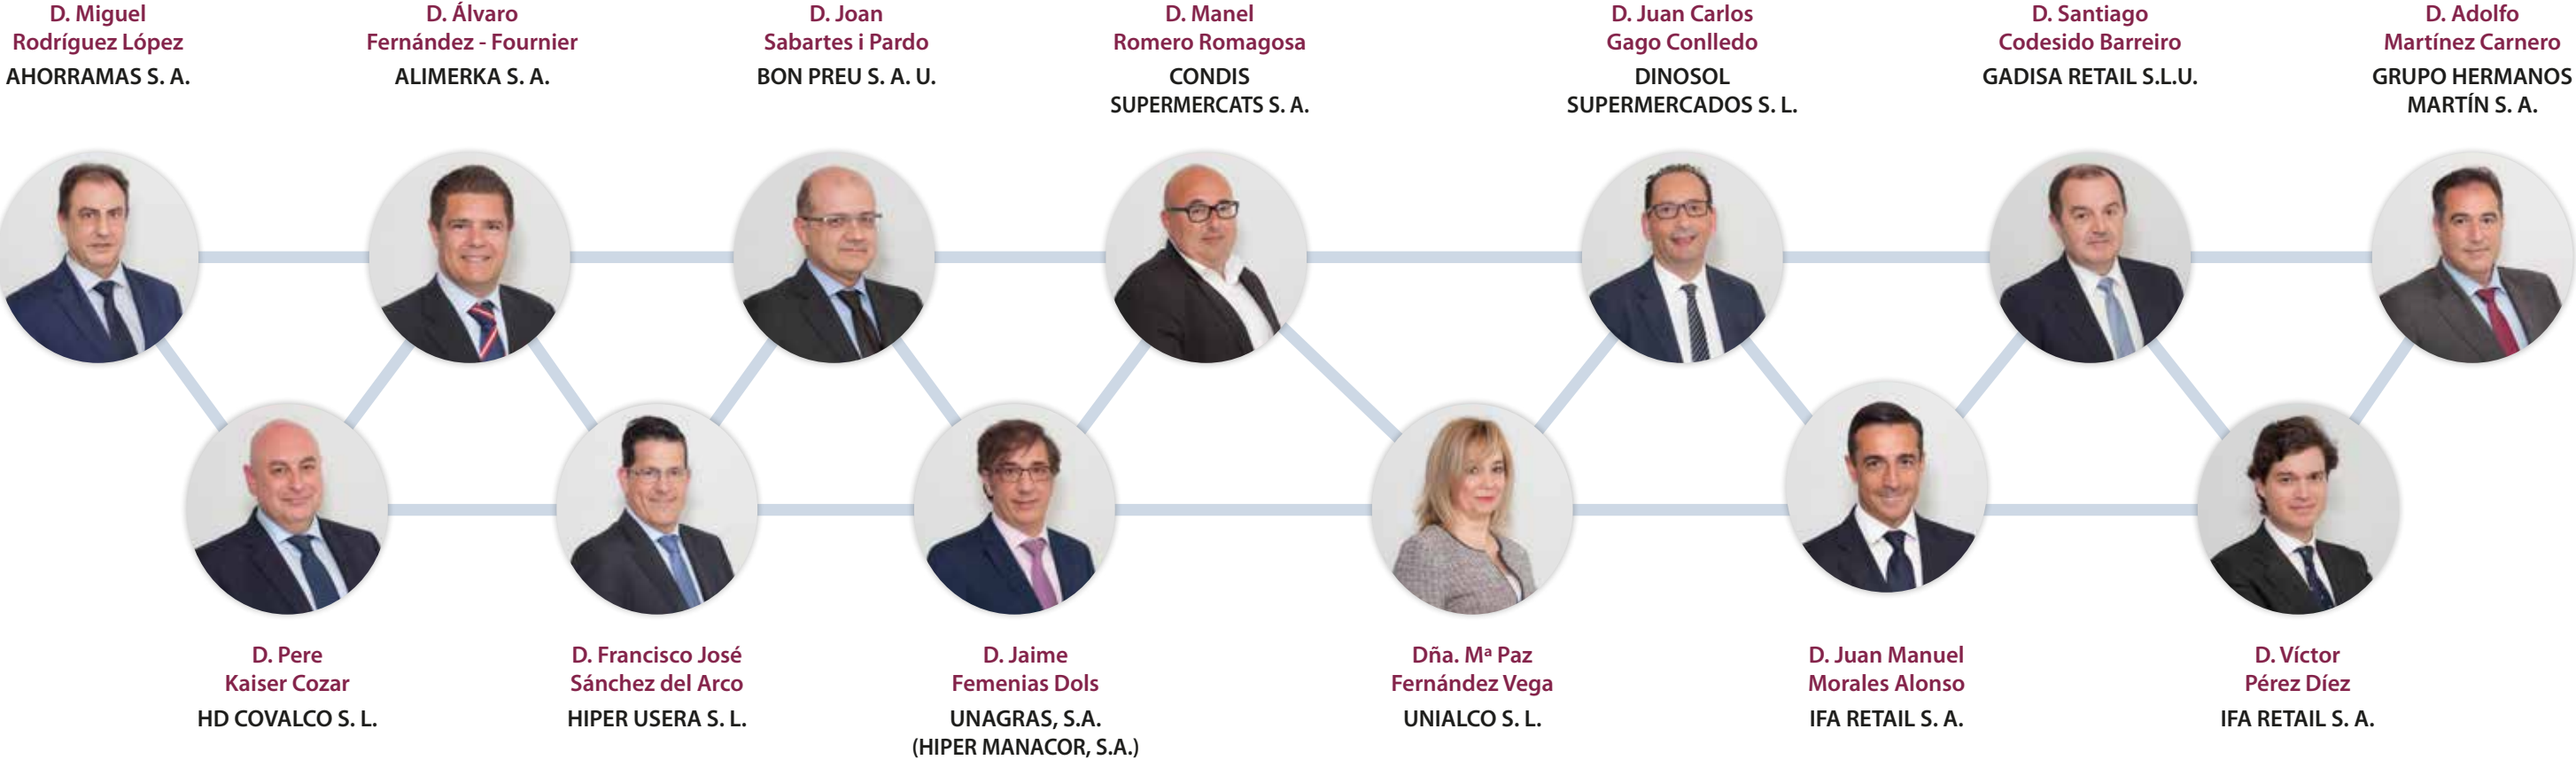 D. Miguel
Rodríguez López
AHORRAMAS S. A.
D. Álvaro
Fernández - Fournier
ALIMERKA S. A.
D. Joan
Sabartes i Pardo
BON PREU S. A. U.
D. Manel
Romero Romagosa
CONDIS
SUPERMERCATS S. A.
D. Juan Carlos
Gago Conlledo
DINOSOL
SUPERMERCADOS S. L.
D. Santiago
Codesido Barreiro
GADISA RETAIL S.L.U.
D. Adolfo
Martínez Carnero
GRUPO HERMANOS
MARTÍN S. A.
D. Pere
Kaiser Cozar
HD COVALCO S. L.
D. Francisco José
Sánchez del Arco
HIPER USERA S. L.
D. Jaime
Femenias Dols
UNAGRAS, S.A.
(HIPER MANACOR, S.A.)
Dña. Mª Paz
Fernández Vega
UNIALCO S. L.
D. Juan Manuel
Morales Alonso
IFA RETAIL S. A.
D. Víctor
Pérez Díez
IFA RETAIL S. A.